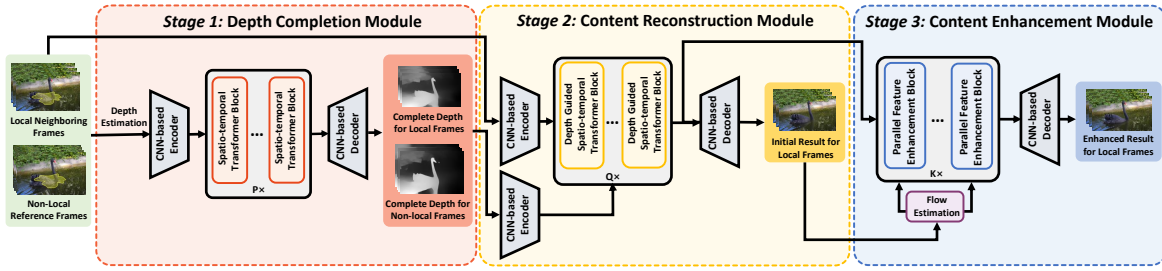 Stage 1: Depth Completion Module
Local Neighboring
Frames
Non-Local
Reference Frames
Depth
Estimation
CNN-based
Encoder
Spatio-temporal
Transformer Block
...
Spatio-temporal
Transformer Block
P×
CNN-based
Decoder
Complete Depth
for Local Frames
Complete Depth for
Non-local Frames
Stage 2: Content Reconstruction Module
CNN-based
Encoder
CNN-based
Encoder
Depth Guided
Spatio-temporal
Transformer Block
...
Depth Guided
Spatio-temporal
Transformer Block
Q×
CNN-based
Decoder
Initial Result for
Local Frames
Stage 3: Content Enhancement Module
Parallel Feature
Enhancement Block
...
Parallel Feature
Enhancement Block
K×
Flow
Estimation
CNN-based
Decoder
Enhanced Result
for Local Frames